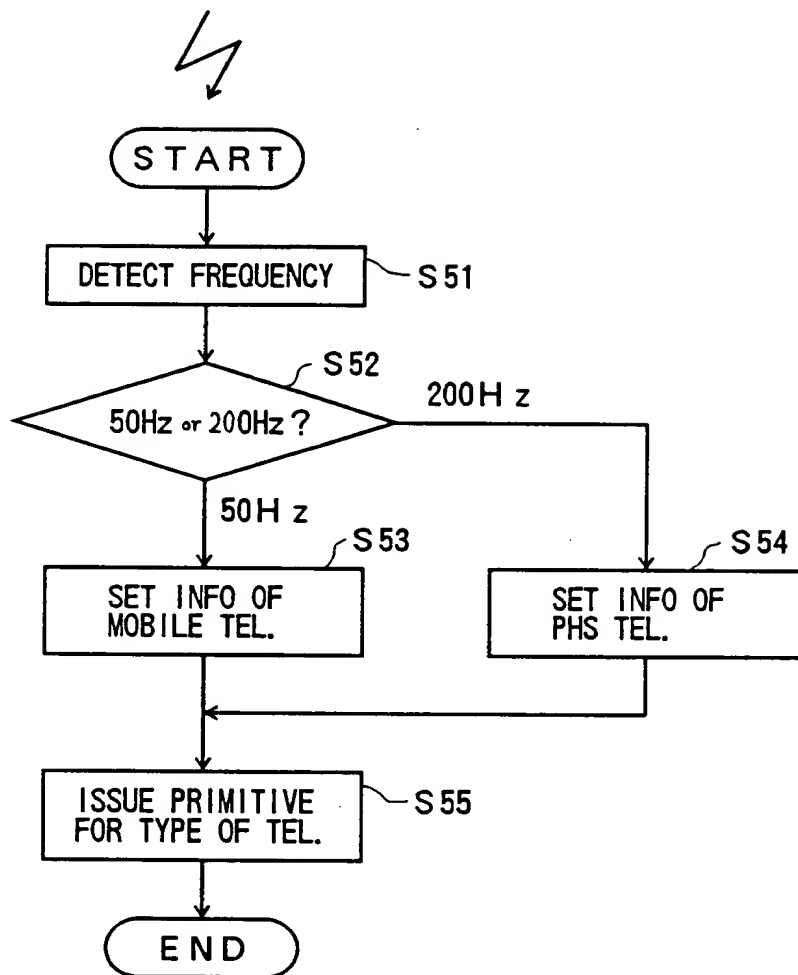 START
DETECT FREQUENCY
S51
S52
50Hz or 200Hz?
200Hz
50Hz
S53
SET INFO OF
MOBILE TEL.
S54
SET INFO OF
PHS TEL.
ISSUE PRIMITIVE
FOR TYPE OF TEL.
S55
END